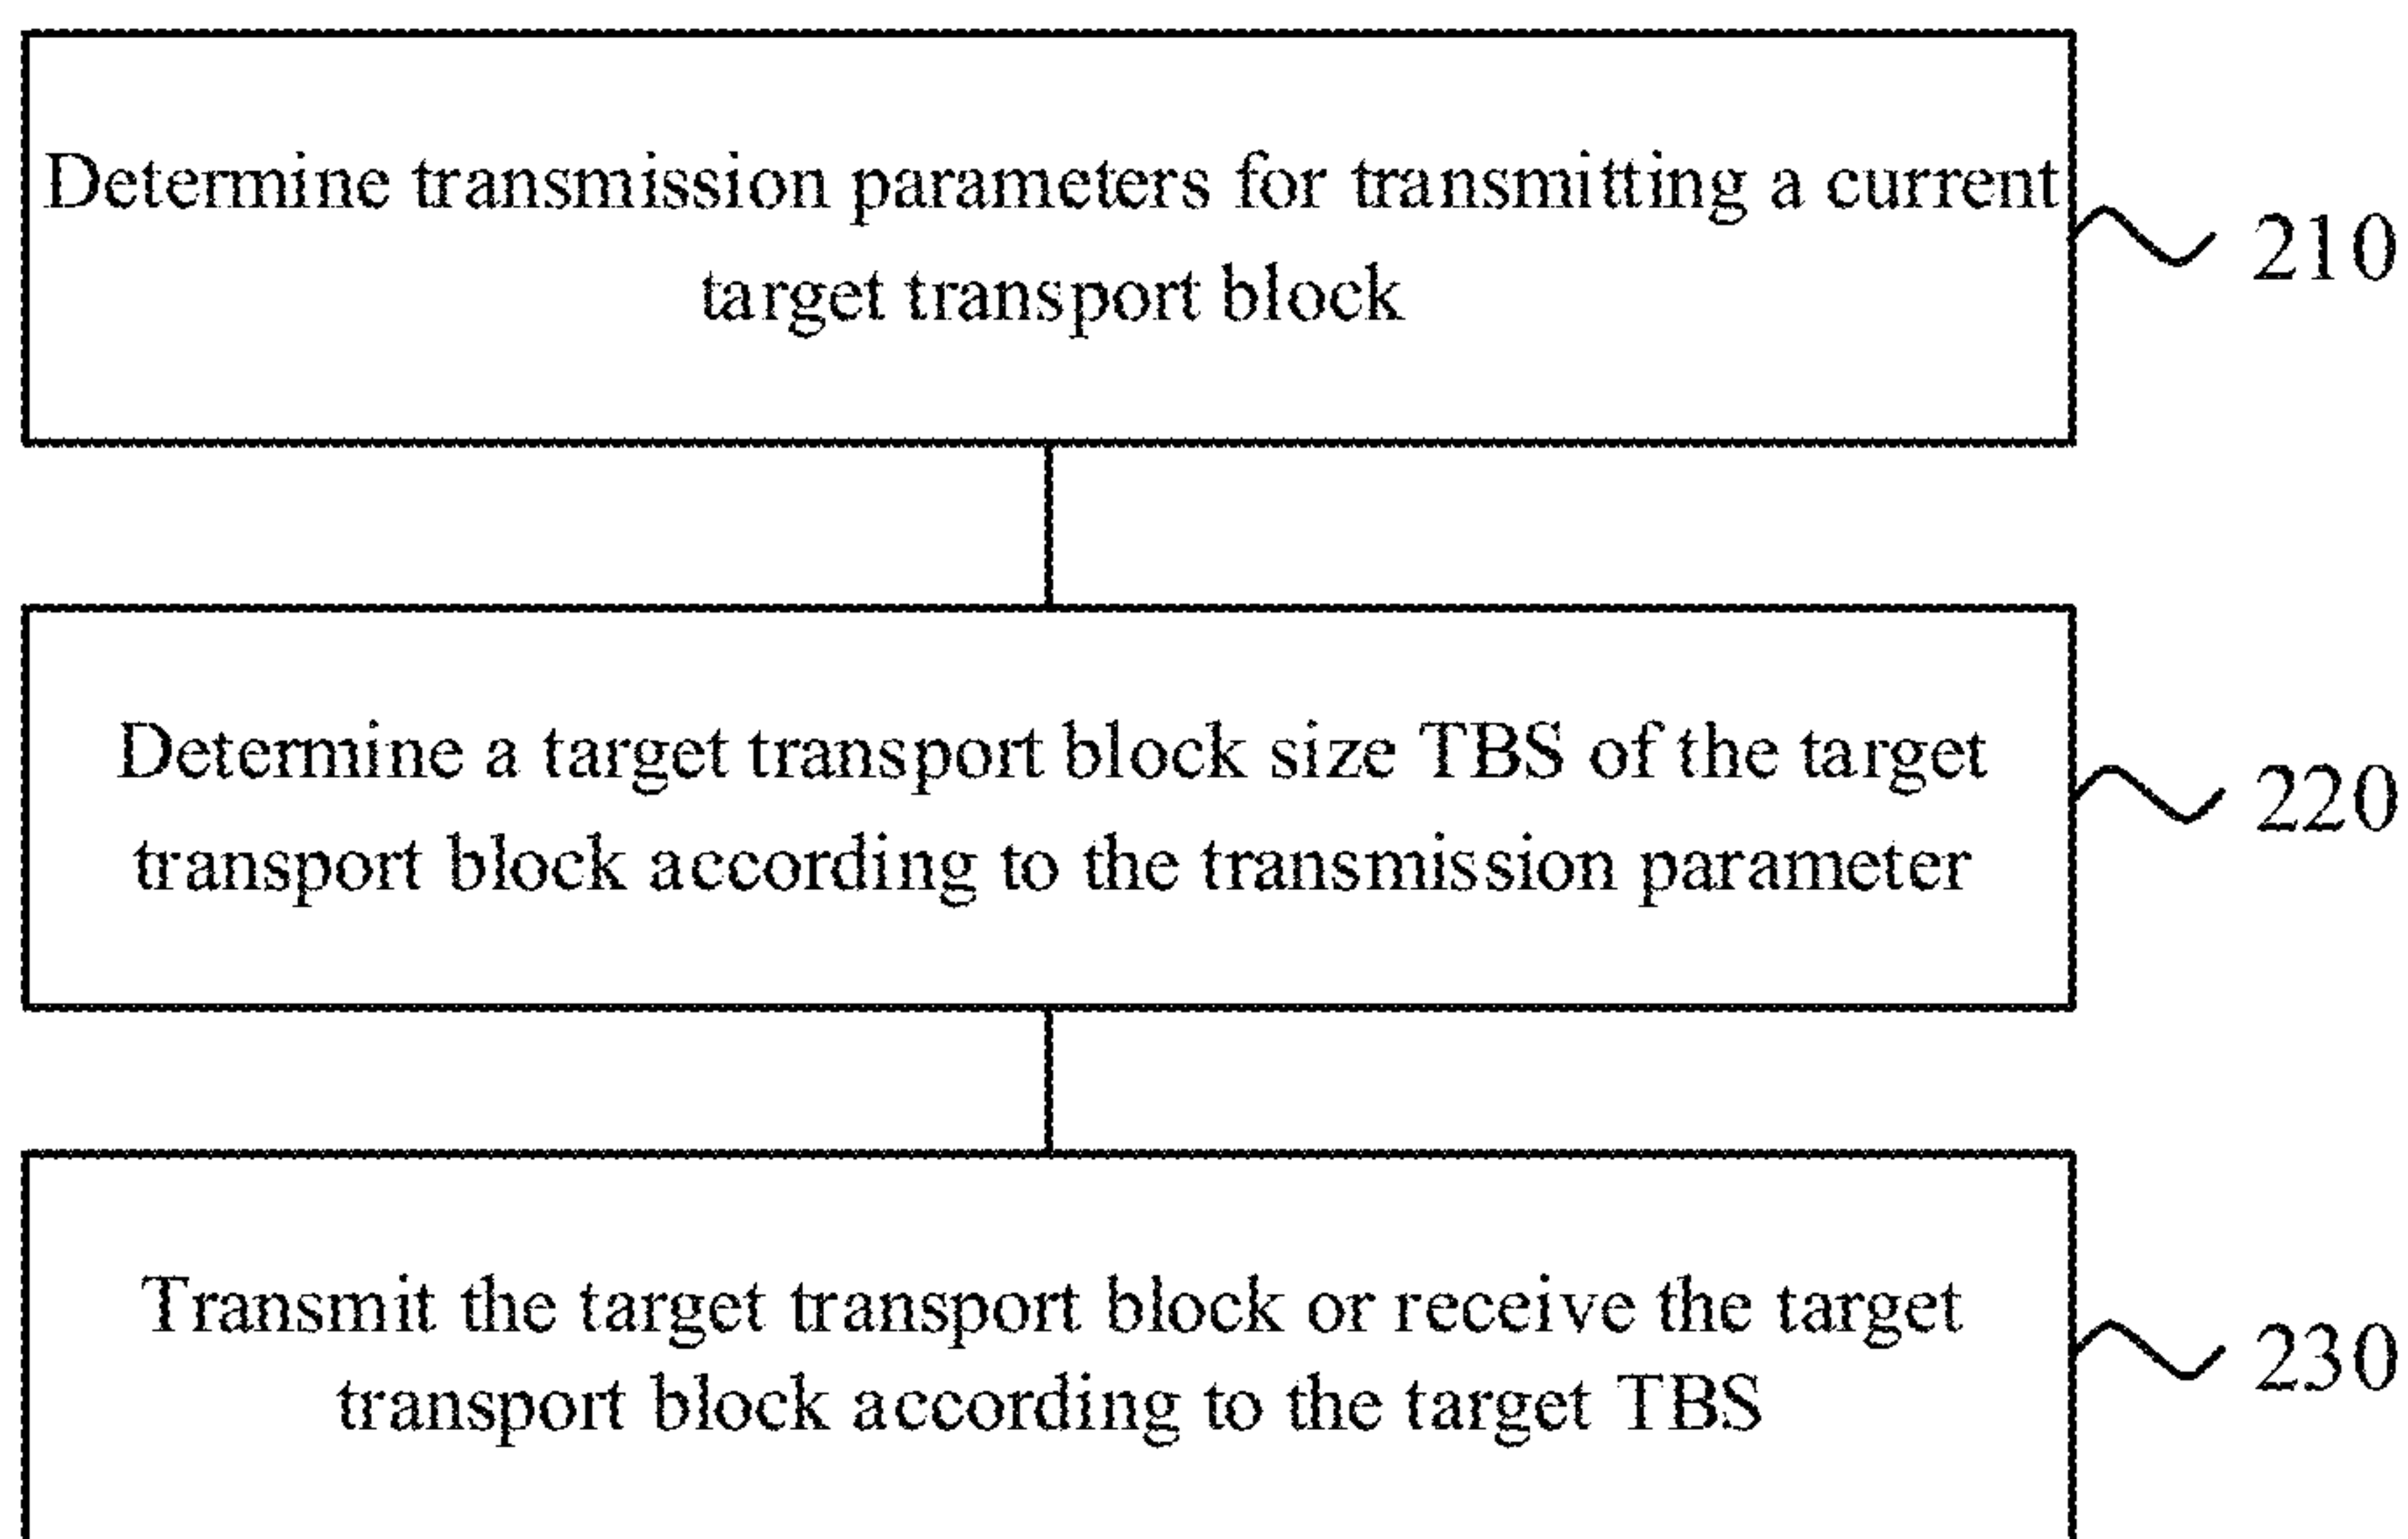 Determine transmission parameters for transmitting a current
target transport block
210
Determine a target transport block size TBS of the target
transport block according to the transmission parameter
220
Transmit the target transport block or receive the target
transport block according to the target TBS
230